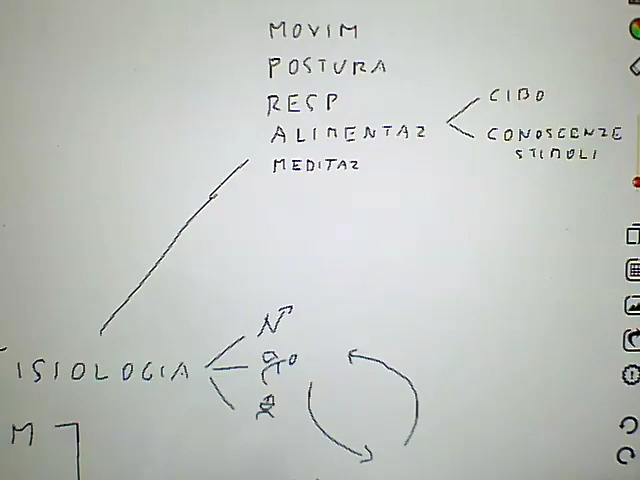 MOVIM
POSTURA
RESP
ALIMENTAZ
CIBO
CONOSCENZE
STIMOLI
MEDITAZ
ISIOLOGIA
N
M